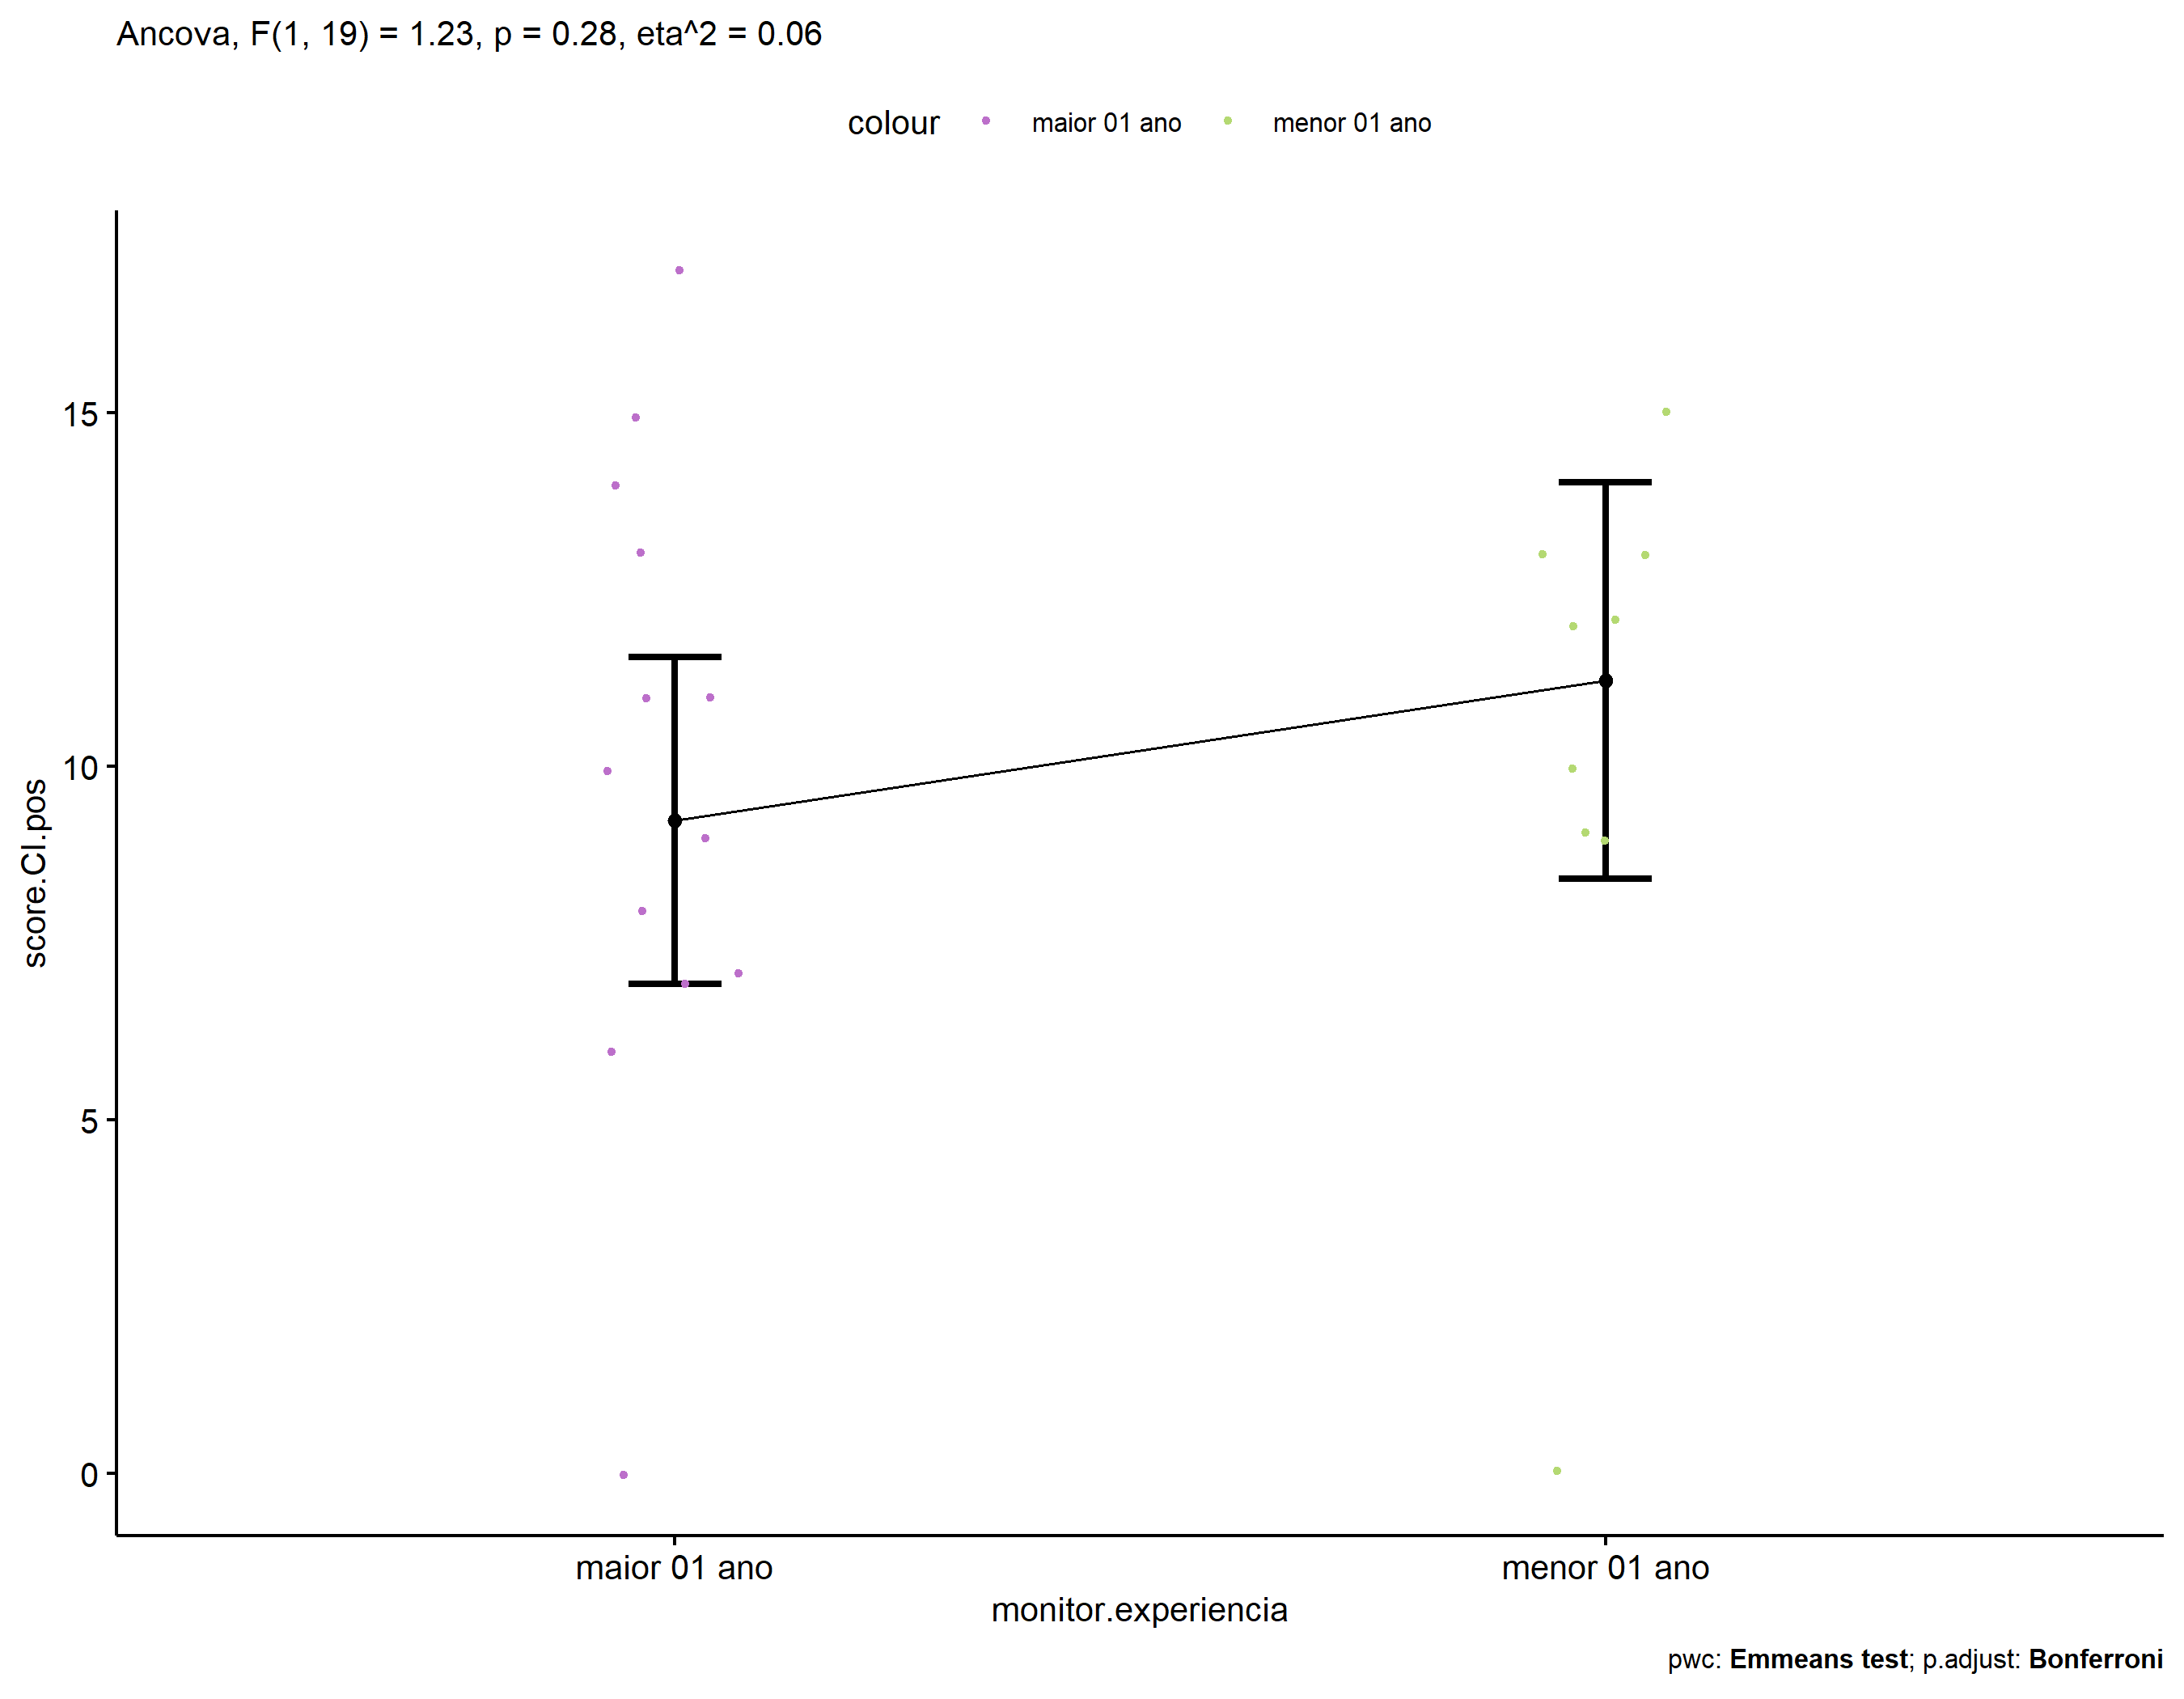 Ancova, F(1, 19) = 1.23, p = 0.28, eta^2 = 0.06
colour maior 01 ano menor 01 ano
15
10
5
0
score.CI.pos
maior 01 ano menor 01 ano
monitor.experiencia
pwc: Emmeans test; p.adjust: Bonferroni